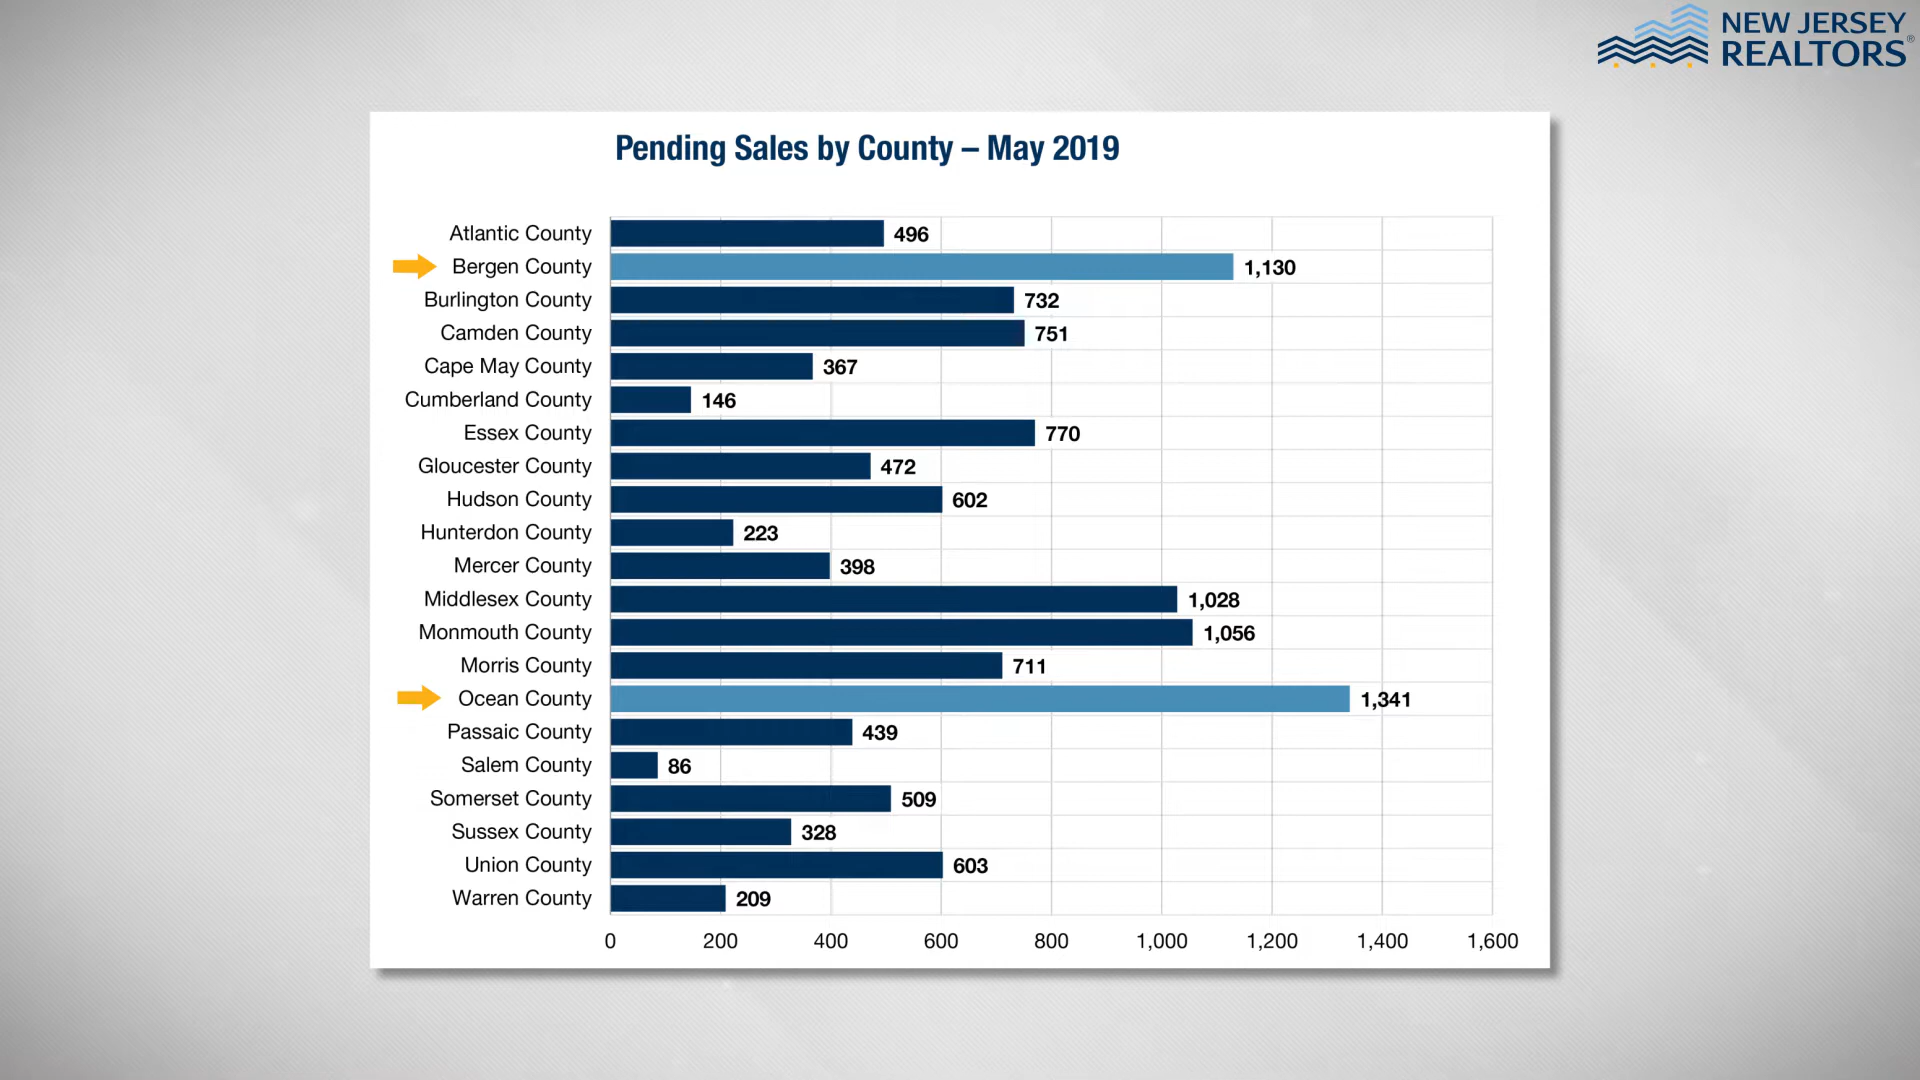 NEW JERSEY
REALTORS®
Pending Sales by County – May 2019
Atlantic County 496
Bergen County 1,130
Burlington County 732
Camden County 751
Cape May County 367
Cumberland County 146
Essex County 770
Gloucester County 472
Hudson County 602
Hunterdon County 223
Mercer County 398
Middlesex County 1,028
Monmouth County 1,056
Morris County 711
Ocean County 1,341
Passaic County 439
Salem County 86
Somerset County 509
Sussex County 328
Union County 603
Warren County 209
0 200 400 600 800 1,000 1,200 1,400 1,600